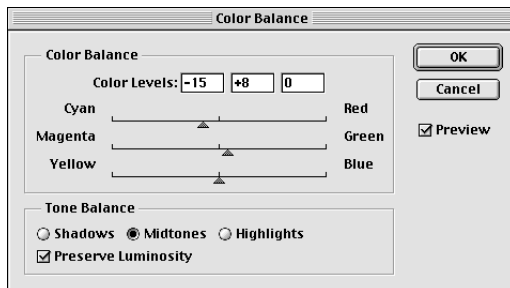 Color Balance
Color Balance
Color Levels: -15 +8 0
Cyan Red
Magenta Green
Yellow Blue
OK
Cancel
Preview
Tone Balance
Shadows Midtones Highlights
Preserve Luminosity